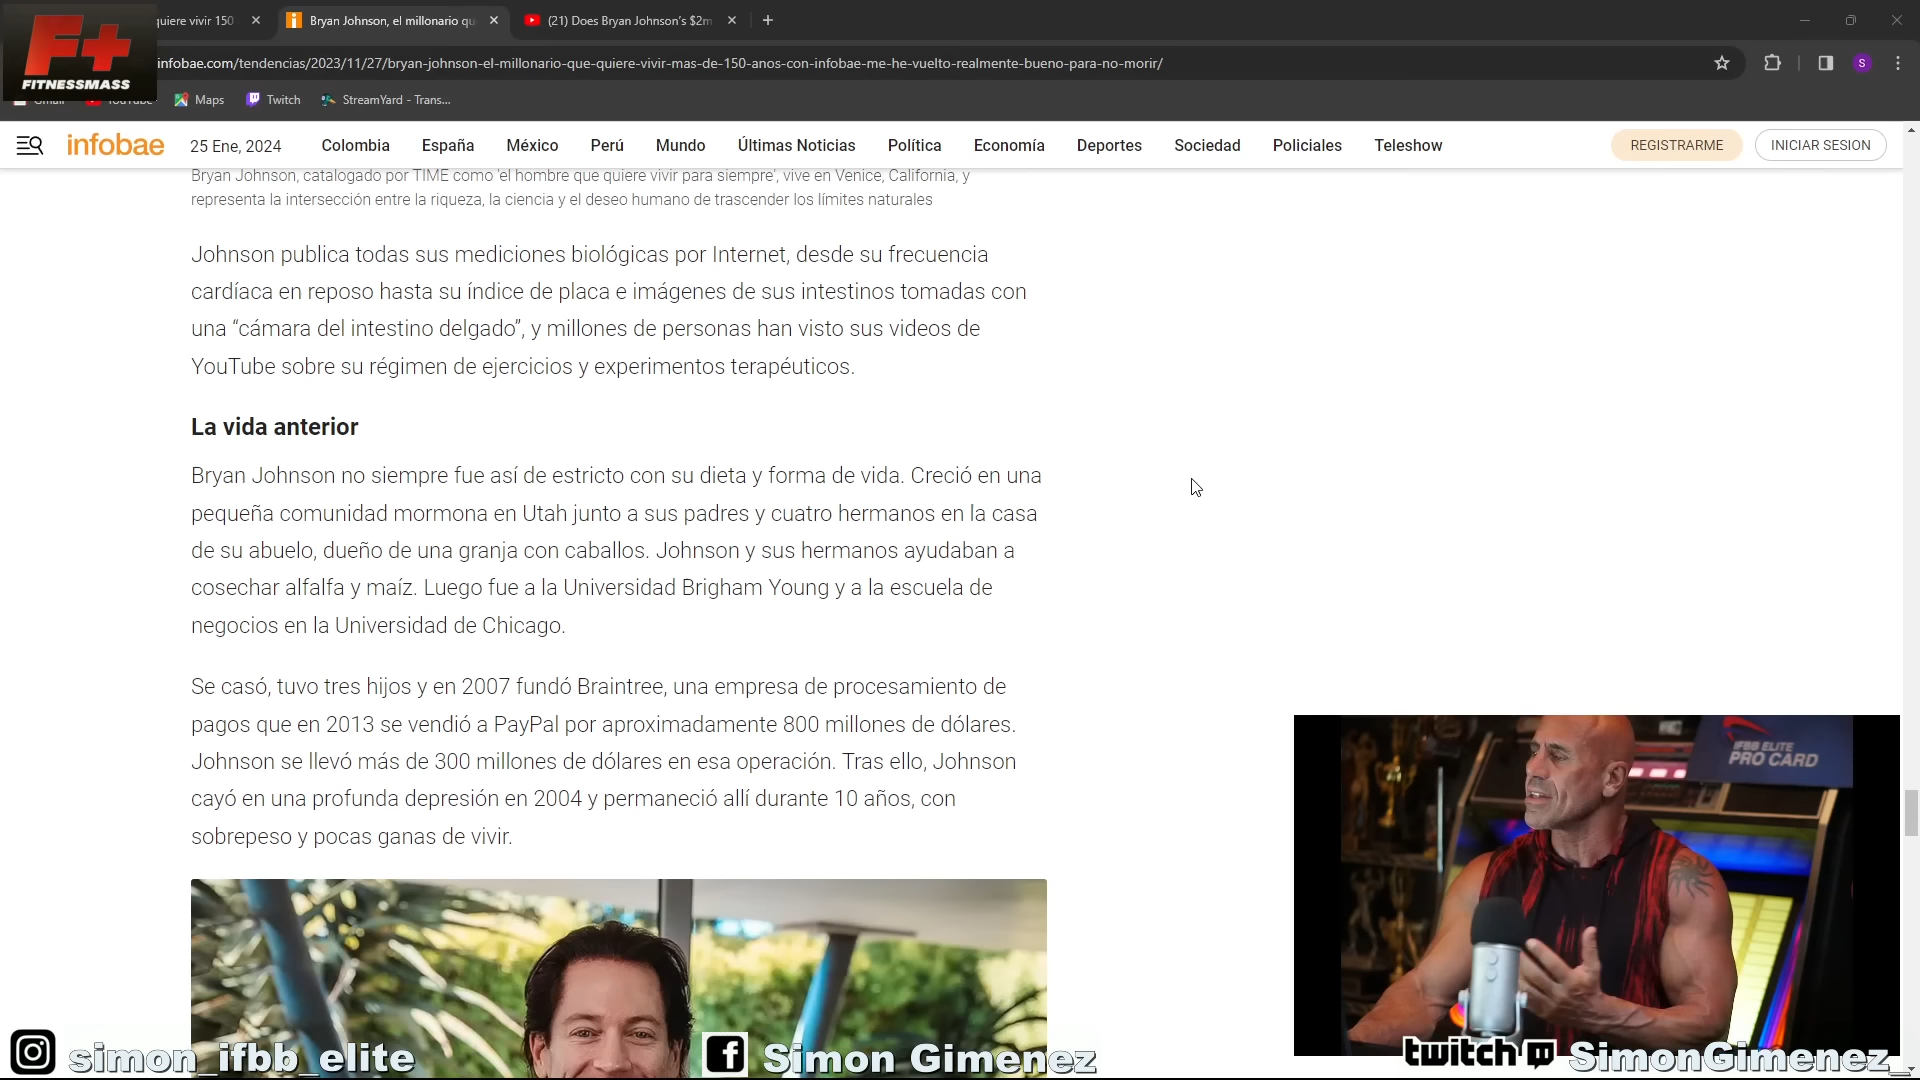 quiere vivir 150
Bryan Johnson, el millonario qu
(21) Does Bryan Johnson's $2m
F+
FITNESSMASS
infobae.com/tendencias/2023/11/27/bryan-johnson-el-millonario-que-quiere-vivir-mas-de-150-anos-con-infobae-me-he-vuelto-realmente-bueno-para-no-morir/
S
Gmail
YouTube
Maps
Twitch
StreamYard - Trans...
infobae
25 Ene, 2024
Colombia
España
México
Perú
Mundo
Últimas Noticias
Política
Economía
Deportes
Sociedad
Policiales
Teleshow
REGISTRARME
INICIAR SESION
Bryan Johnson, catalogado por TIME como 'el hombre que quiere vivir para siempre', vive en Venice, California, y
representa la intersección entre la riqueza, la ciencia y el deseo humano de trascender los límites naturales
Johnson publica todas sus mediciones biológicas por Internet, desde su frecuencia
cardíaca en reposo hasta su índice de placa e imágenes de sus intestinos tomadas con
una “cámara del intestino delgado”, y millones de personas han visto sus videos de
YouTube sobre su régimen de ejercicios y experimentos terapéuticos.
La vida anterior
Bryan Johnson no siempre fue así de estricto con su dieta y forma de vida. Creció en una
pequeña comunidad mormona en Utah junto a sus padres y cuatro hermanos en la casa
de su abuelo, dueño de una granja con caballos. Johnson y sus hermanos ayudaban a
cosechar alfalfa y maíz. Luego fue a la Universidad Brigham Young y a la escuela de
negocios en la Universidad de Chicago.
Se casó, tuvo tres hijos y en 2007 fundó Braintree, una empresa de procesamiento de
pagos que en 2013 se vendió a PayPal por aproximadamente 800 millones de dólares.
Johnson se llevó más de 300 millones de dólares en esa operación. Tras ello, Johnson
cayó en una profunda depresión en 2004 y permaneció allí durante 10 años, con
sobrepeso y pocas ganas de vivir.
IFBB ELITE
PRO CARD
simon_ifbb_elite
Simon Gimenez
twitch
SimonGimenez_